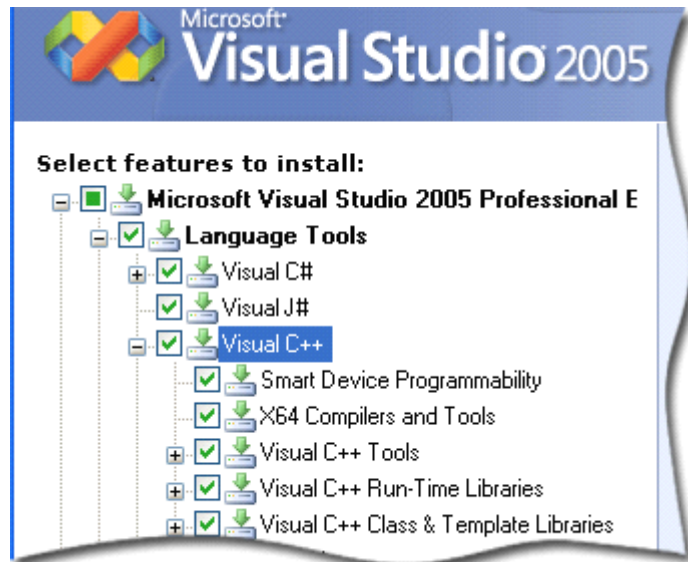 Microsoft
Visual Studio 2005
Select features to install:
Microsoft Visual Studio 2005 Professional E
Language Tools
Visual C#
Visual J#
Visual C++
Smart Device Programmability
X64 Compilers and Tools
Visual C++ Tools
Visual C++ Run-Time Libraries
Visual C++ Class & Template Libraries